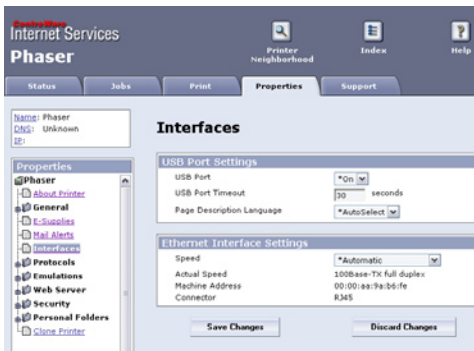 CentreWare
Internet Services
Phaser
Printer
Neighborhood
Index
Help
Status
Jobs
Print
Properties
Support
Name: Phaser
DNS: Unknown
IP:
Interfaces
Properties
Phaser
About Printer
General
E-Supplies
Mail Alerts
Interfaces
Protocols
Emulations
Web Server
Security
Personal Folders
Clone Printer
USB Port Settings
USB Port *On
USB Port Timeout 30 seconds
Page Description Language *AutoSelect
Ethernet Interface Settings
Speed *Automatic
Actual Speed 100Base-TX full duplex
Machine Address 00:00:aa:9a:b6:fe
Connector RJ45
Save Changes
Discard Changes